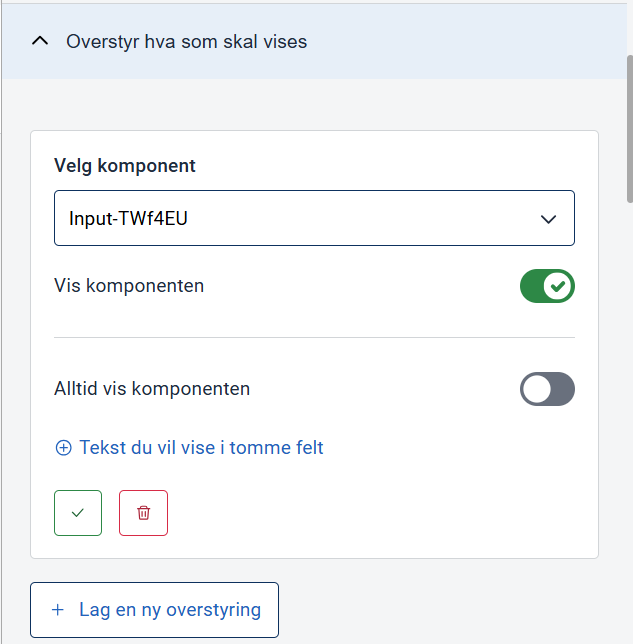 Overstyr hva som skal vises
Velg komponent
Input-TWf4EU
Vis komponenten
Alltid vis komponenten
Tekst du vil vise i tomme felt
Lag en ny overstyring